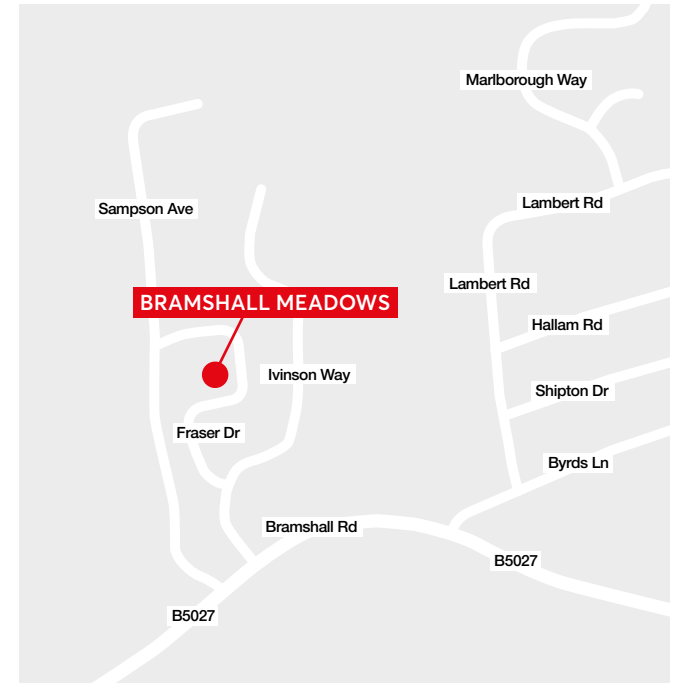 Marlborough Way
Lambert Rd
Sampson Ave
Lambert Rd
BRAMSHALL MEADOWS
Hallam Rd
Ivinson Way
Shipton Dr
Fraser Dr
Byrds Ln
Bramshall Rd
B5027
B5027